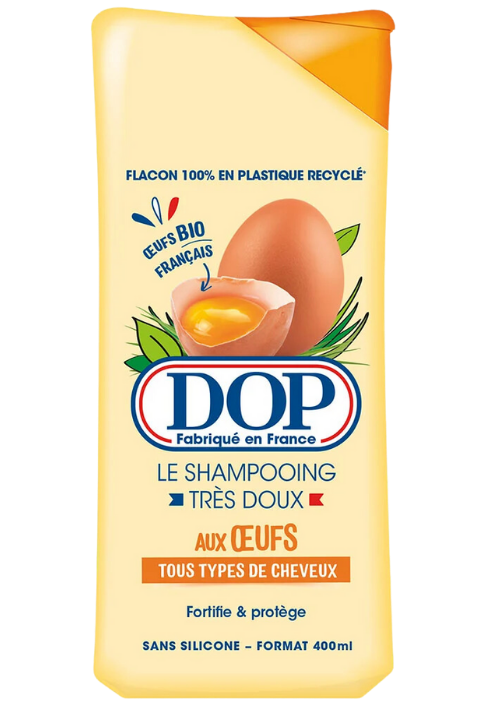 FLACON 100% EN PLASTIQUE RECYCLÉ*
ŒUFS BIO
FRANÇAIS
DOP
Fabriqué en France
LE SHAMPOOING
TRÈS DOUX
AUX ŒUFS
TOUS TYPES DE CHEVEUX
Fortifie & protège
SANS SILICONE – FORMAT 400ml